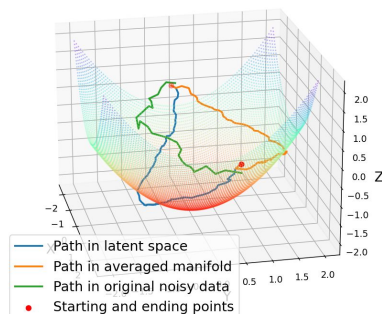 2.0
1.5
1.0
0.5
0.0
−0.5
−1.0
−1.5
−2.0
Z
−2
−1
X
0.5
1.0
1.5
2.0
Path in latent space
Path in averaged manifold
Path in original noisy data
Starting and ending points